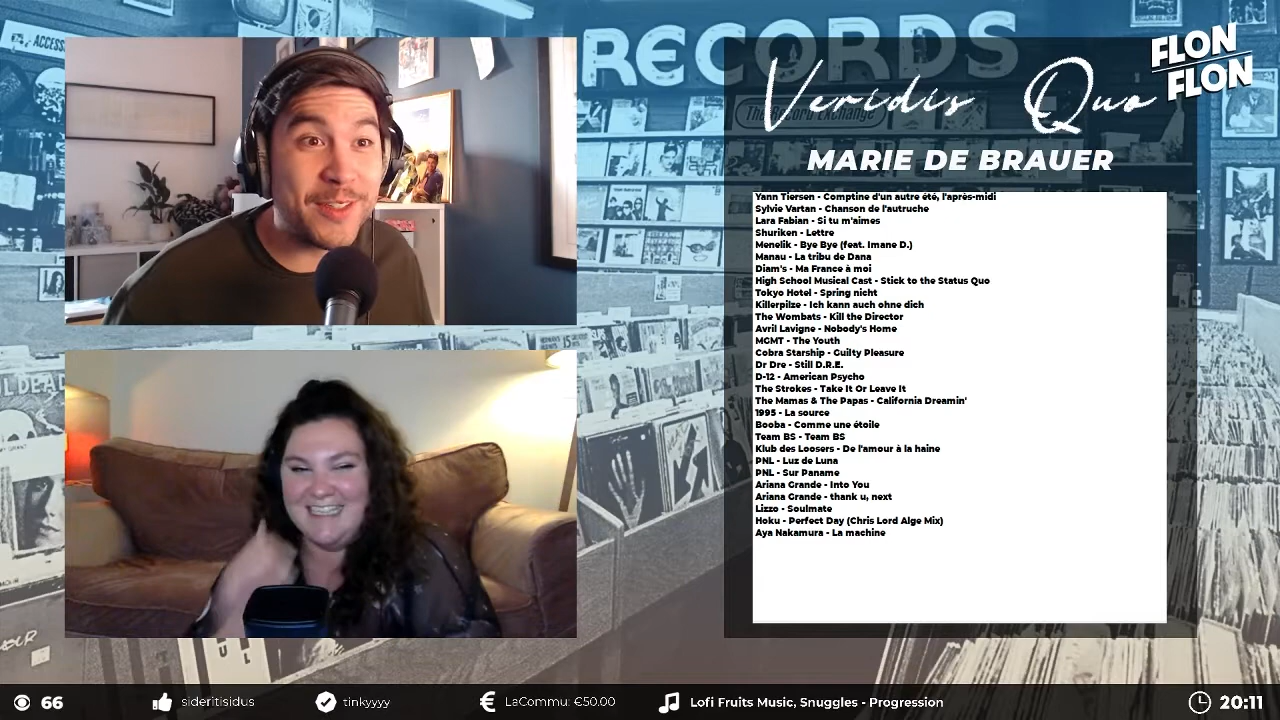 ACCESS
RECORDS
FLON
FLON
Veridis Quo
The Record Exchange
MARIE DE BRAUER
Yann Tiersen - Comptine d'un autre été, l'après-midi
Sylvie Vartan - Chanson de l'autruche
Lara Fabian - Si tu m'aimes
Shuriken - Lettre
Menelik - Bye Bye (feat. Imane D.)
Manau - La tribu de Dana
Diam's - Ma France à moi
High School Musical Cast - Stick to the Status Quo
Tokyo Hotel - Spring nicht
Killerpilze - Ich kann auch ohne dich
The Wombats - Kill the Director
Avril Lavigne - Nobody's Home
MGMT - The Youth
Cobra Starship - Guilty Pleasure
Dr Dre - Still D.R.E.
D-12 - American Psycho
The Strokes - Take It Or Leave It
The Mamas & The Papas - California Dreamin'
1995 - La source
Booba - Comme une étoile
Team BS - Team BS
Klub des Loosers - De l'amour à la haine
PNL - Luz de Luna
PNL - Sur Paname
Ariana Grande - Into You
Ariana Grande - thank u, next
Lizzo - Soulmate
Hoku - Perfect Day (Chris Lord Alge Mix)
Aya Nakamura - La machine
66
sideritisidus
tinkyyyy
LaCommu: €50.00
Lofi Fruits Music, Snuggles - Progression
20:11